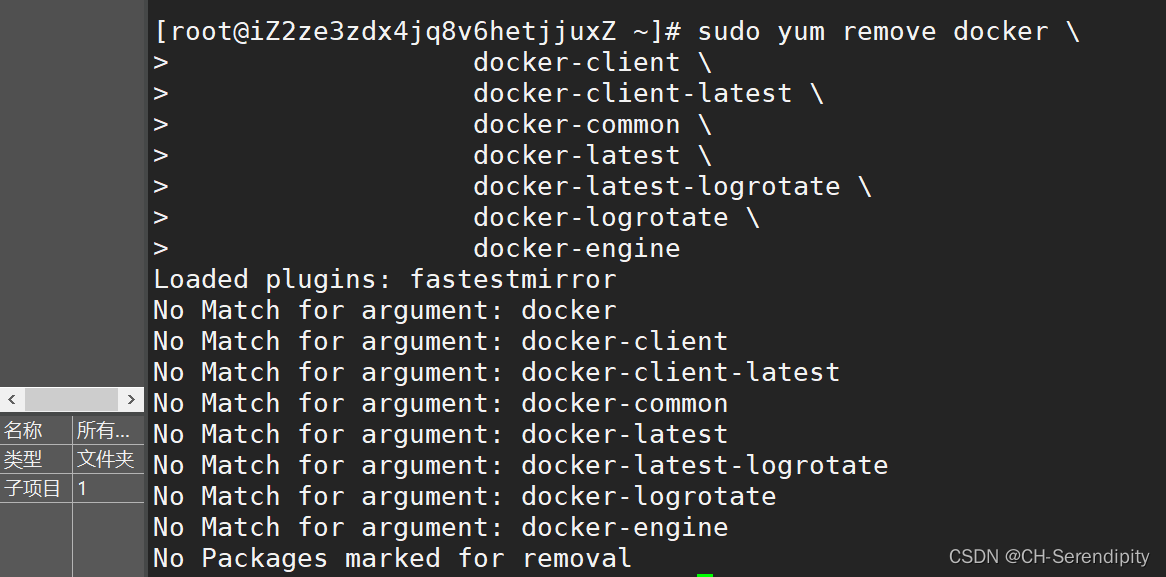 [root@iZ2ze3zdx4jq8v6hetjjuxZ ~]# sudo yum remove docker \
>                   docker-client \
>                   docker-client-latest \
>                   docker-common \
>                   docker-latest \
>                   docker-latest-logrotate \
>                   docker-logrotate \
>                   docker-engine
Loaded plugins: fastestmirror
No Match for argument: docker
No Match for argument: docker-client
No Match for argument: docker-client-latest
No Match for argument: docker-common
No Match for argument: docker-latest
No Match for argument: docker-latest-logrotate
No Match for argument: docker-logrotate
No Match for argument: docker-engine
No Packages marked for removal
名称 所有...
类型 文件夹
子项目 1
CSDN @CH-Serendipity